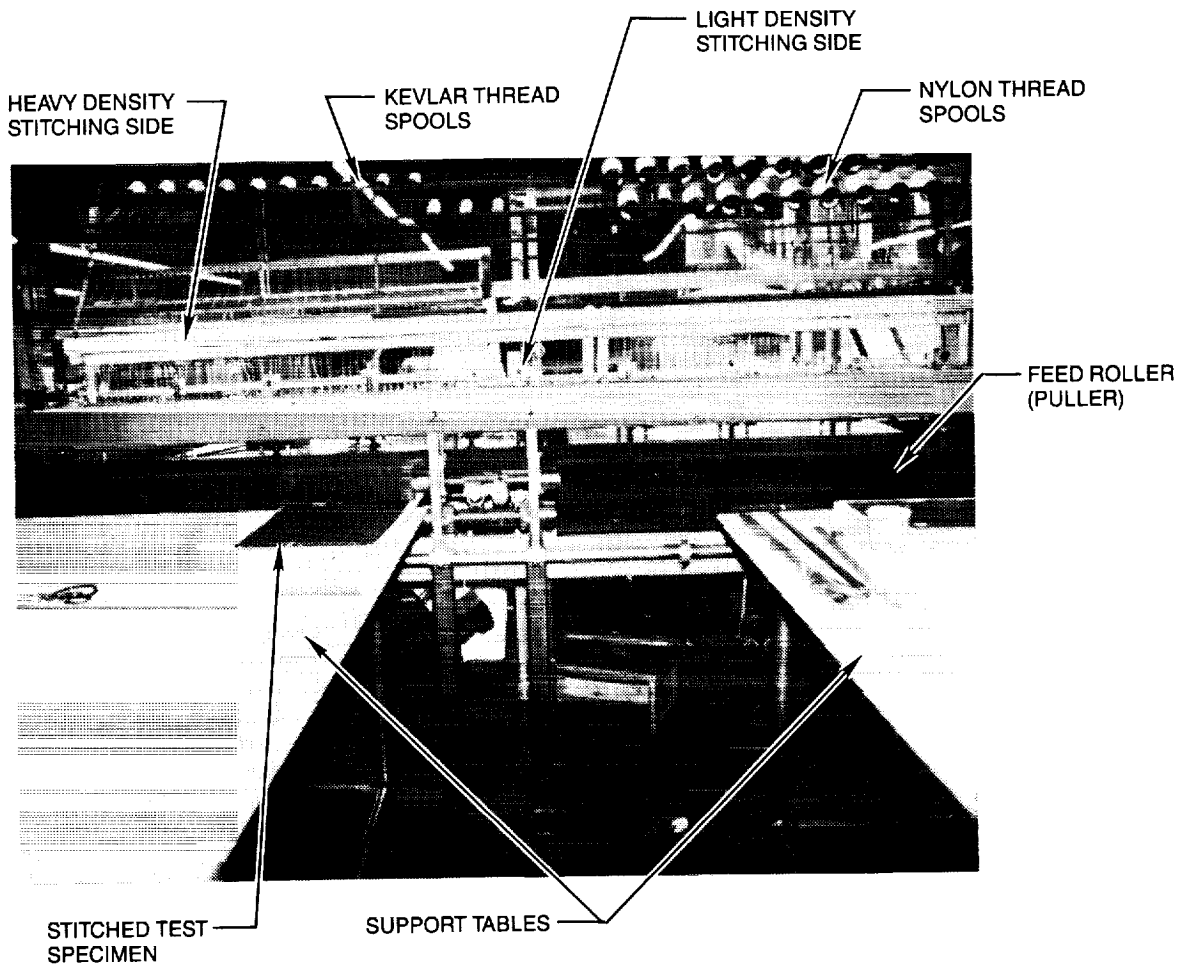 LIGHT DENSITY
STITCHING SIDE
HEAVY DENSITY
STITCHING SIDE
KEVLAR THREAD
SPOOLS
NYLON THREAD
SPOOLS
FEED ROLLER
(PULLER)
STITCHED TEST
SPECIMEN
SUPPORT TABLES